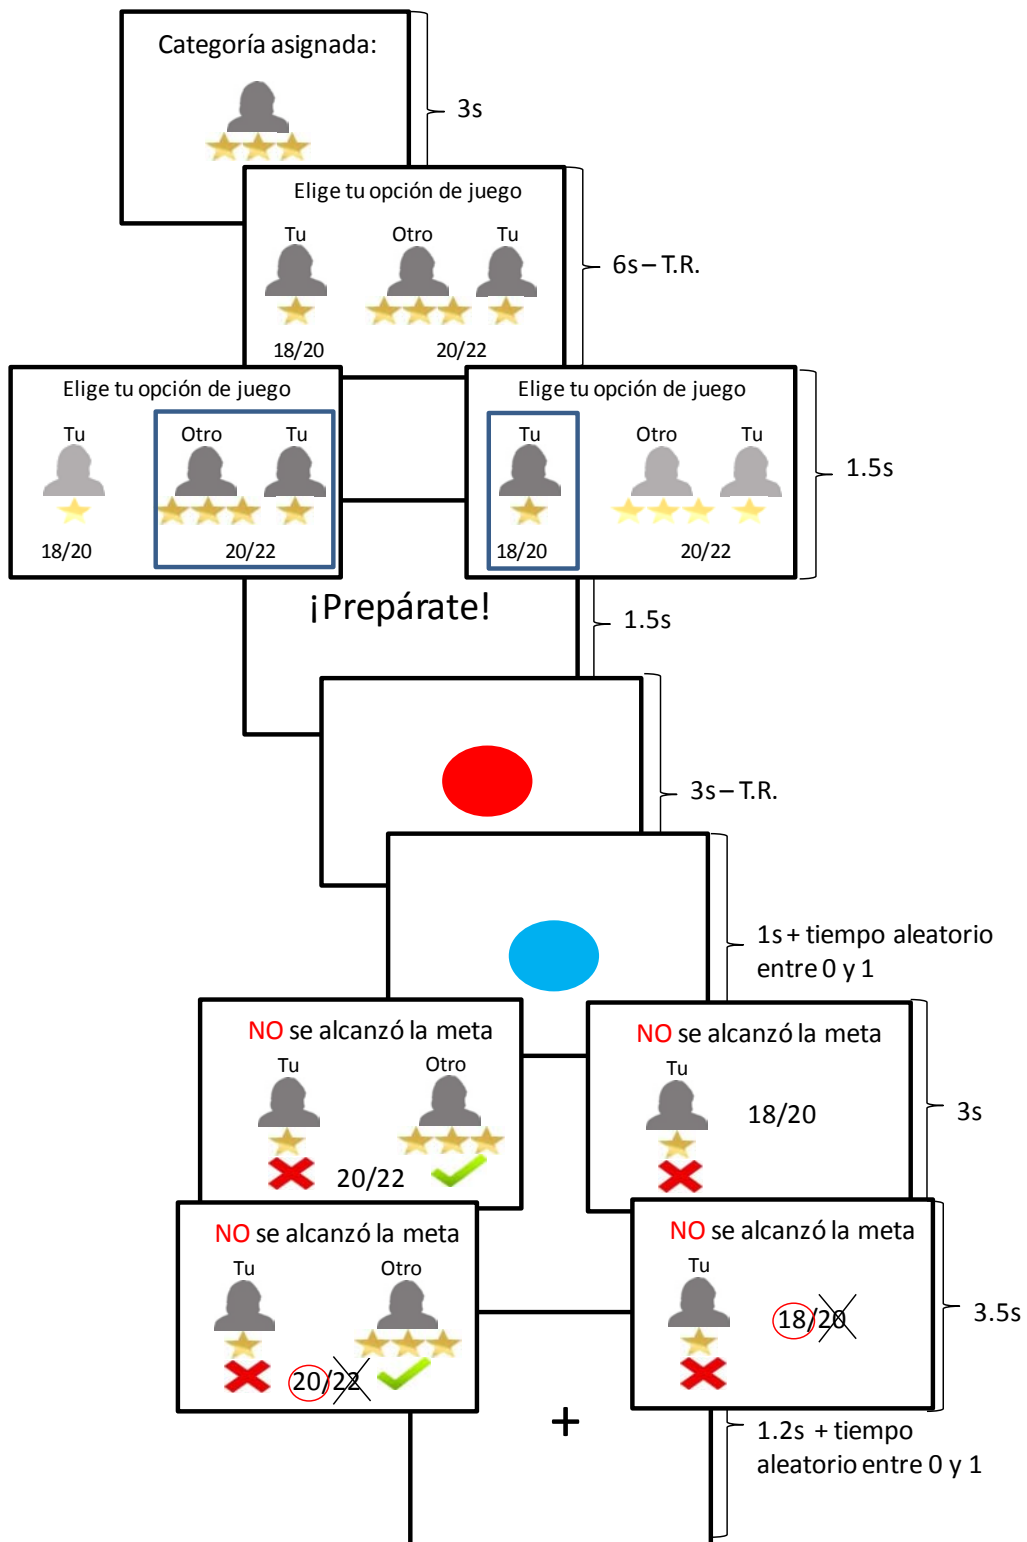 Categoría asignada:
3s
Elige tu opción de juego
Tu Otro Tu
18/20 20/22
6s – T.R.
Elige tu opción de juego
Tu Otro Tu
18/20 20/22
Elige tu opción de juego
Tu Otro Tu
18/20 20/22
1.5s
¡Prepárate!
1.5s
3s – T.R.
1s + tiempo aleatorio
entre 0 y 1
NO se alcanzó la meta
Tu Otro
20/22
NO se alcanzó la meta
Tu
18/20
3s
NO se alcanzó la meta
Tu Otro
20/22
NO se alcanzó la meta
Tu
18/20
3.5s
+
1.2s + tiempo
aleatorio entre 0 y 1